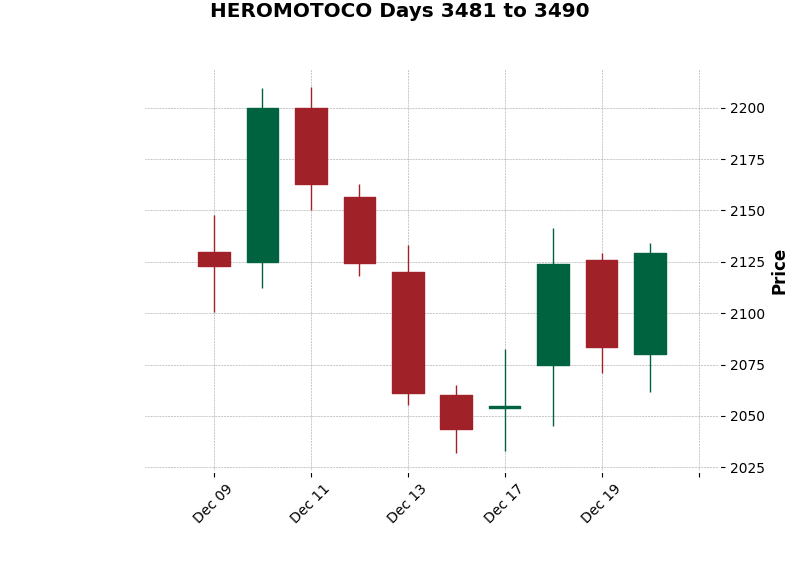 HEROMOTOCO Days 3481 to 3490
2200
2175
2150
2125
2100
2075
2050
2025
Price
Dec 09
Dec 11
Dec 13
Dec 17
Dec 19